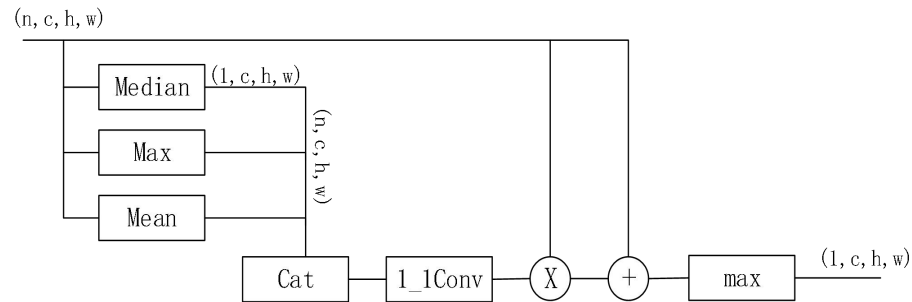 (n,c,h,w)
Median
(1,c,h,w)
(n,c,h,w)
Max
Mean
Cat
1_1Conv
X
+
max
(1,c,h,w)